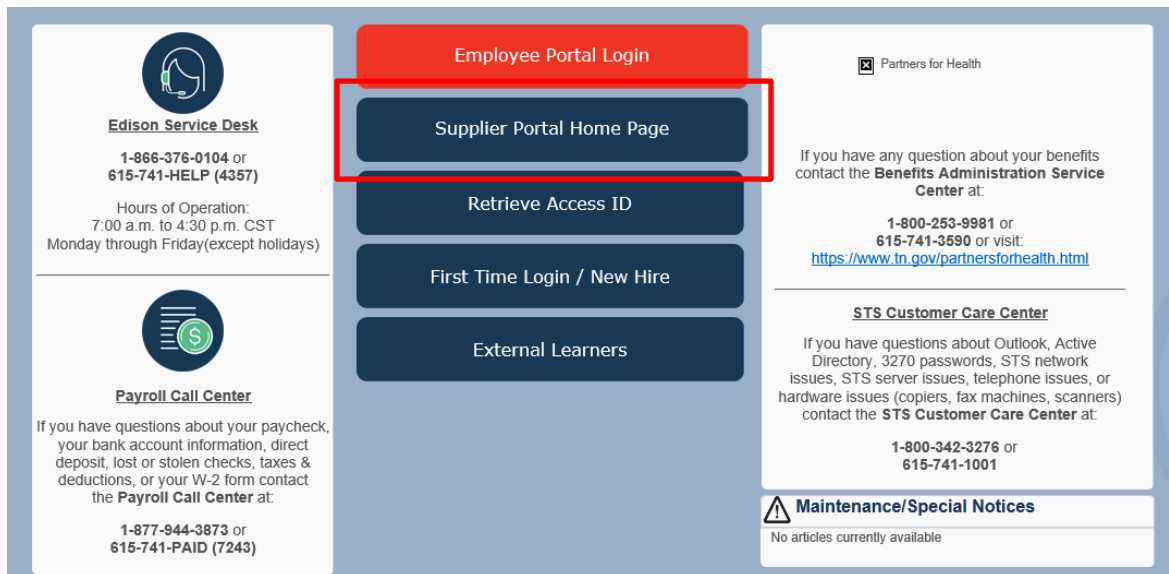 Edison Service Desk
1-866-376-0104 or
615-741-HELP (4357)
Hours of Operation:
7:00 a.m. to 4:30 p.m. CST
Monday through Friday(except holidays)
Payroll Call Center
If you have questions about your paycheck,
your bank account information, direct
deposit, lost or stolen checks, taxes &
deductions, or your W-2 form contact
the Payroll Call Center at:
1-877-944-3873 or
615-741-PAID (7243)
Employee Portal Login
Supplier Portal Home Page
Retrieve Access ID
First Time Login / New Hire
External Learners
Partners for Health
If you have any question about your benefits
contact the Benefits Administration Service
Center at:
1-800-253-9981 or
615-741-3590 or visit:
https://www.tn.gov/partnersforhealth.html
STS Customer Care Center
If you have questions about Outlook, Active
Directory, 3270 passwords, STS network
issues, STS server issues, telephone issues, or
hardware issues (copiers, fax machines, scanners)
contact the STS Customer Care Center at:
1-800-342-3276 or
615-741-1001
Maintenance/Special Notices
No articles currently available